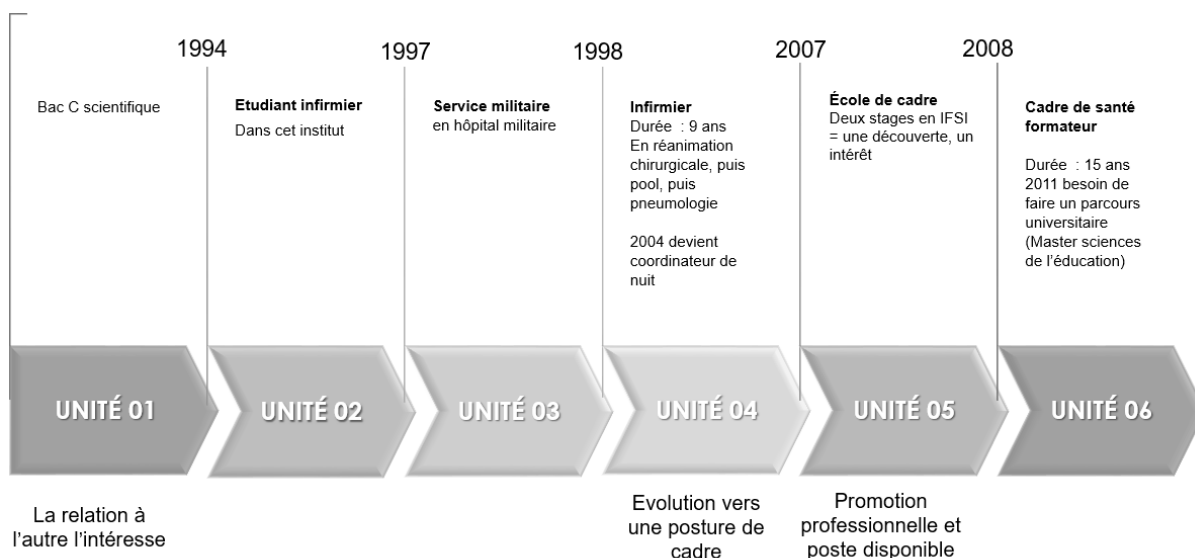 1994
1997
1998
2007
2008
Bac C scientifique
Etudiant infirmier
Dans cet institut
Service militaire
en hôpital militaire
Infirmier
Durée : 9 ans
En réanimation
chirurgicale, puis
pool, puis
pneumologie
2004 devient
coordinateur de
nuit
École de cadre
Deux stages en IFSI
= une découverte, un
intérêt
Cadre de santé
formateur
Durée : 15 ans
2011 besoin de
faire un parcours
universitaire
(Master sciences
de l'éducation)
UNITÉ 01
UNITÉ 02
UNITÉ 03
UNITÉ 04
UNITÉ 05
UNITÉ 06
La relation à
l'autre l'intéresse
Evolution vers
une posture de
cadre
Promotion
professionnelle et
poste disponible